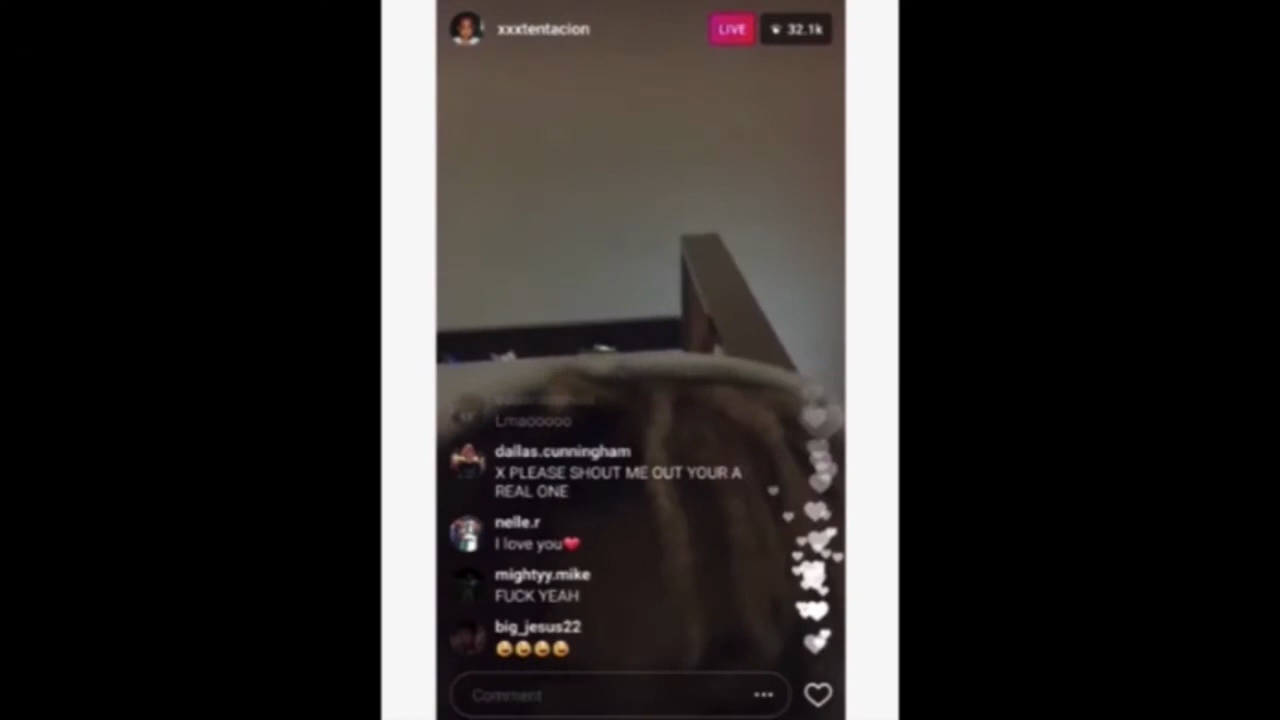 xxxtentacion
LIVE
32.1k
Lmaooooo
dallas.cunningham
X PLEASE SHOUT ME OUT YOUR A
REAL ONE
nelle.r
I love you❤️
mightyy.mike
FUCK YEAH
big_jesus22
Comment